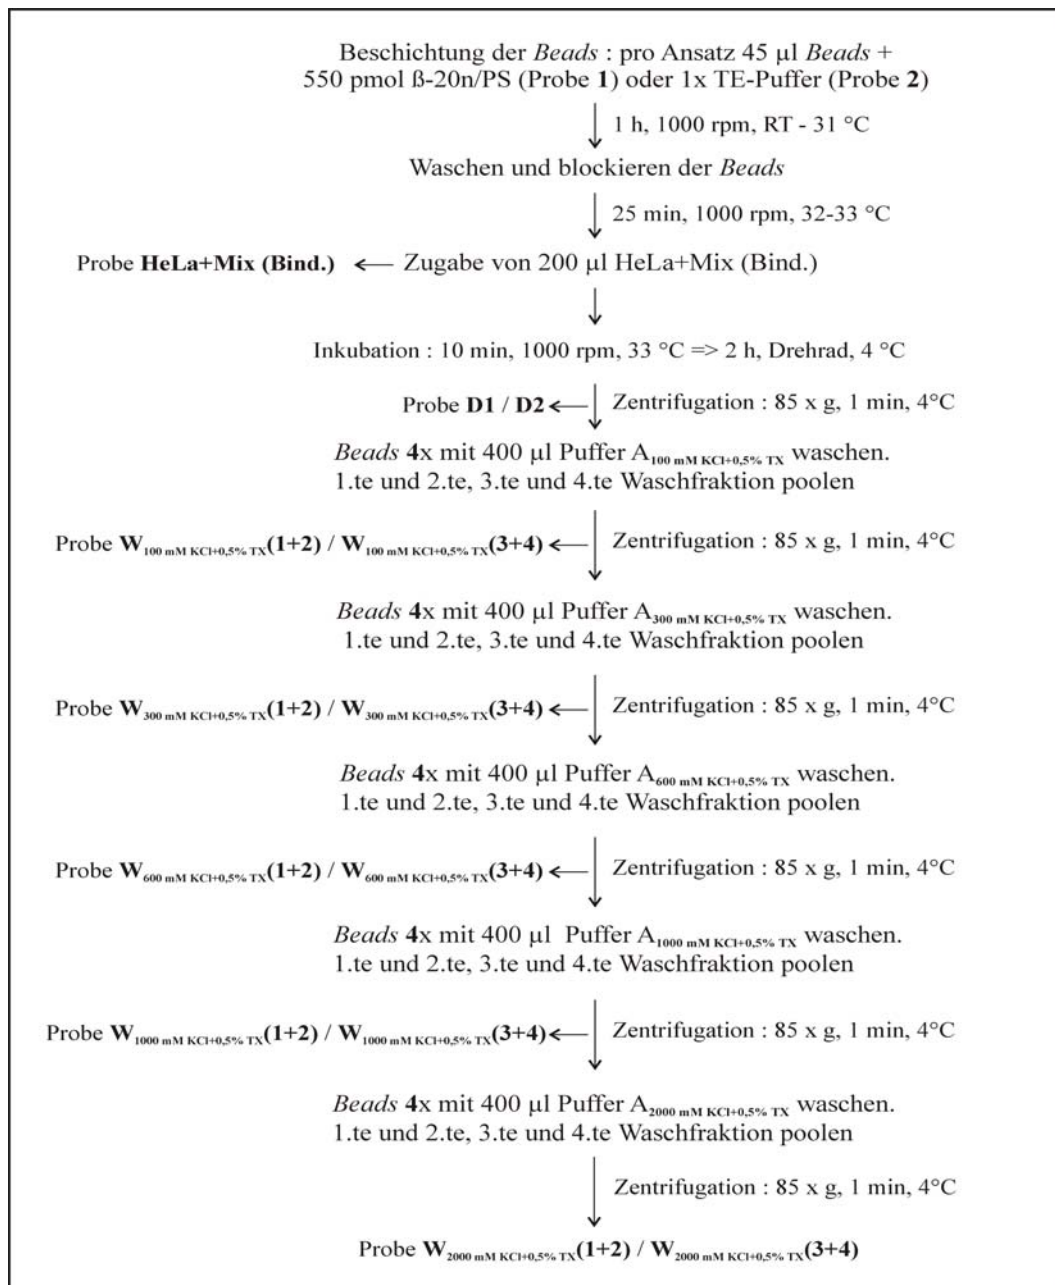 Beschichtung der Beads : pro Ansatz 45 µl Beads +
550 pmol ß-20n/PS (Probe 1) oder 1x TE-Puffer (Probe 2)
1 h, 1000 rpm, RT - 31 °C
Waschen und blockieren der Beads
25 min, 1000 rpm, 32-33 °C
Probe HeLa+Mix (Bind.) ← Zugabe von 200 µl HeLa+Mix (Bind.)
Inkubation : 10 min, 1000 rpm, 33 °C => 2 h, Drehrad, 4 °C
Probe D1 / D2 ← Zentrifugation : 85 x g, 1 min, 4°C
Beads 4x mit 400 µl Puffer A100 mM KCl+0,5% TX waschen.
1.te und 2.te, 3.te und 4.te Waschfraktion poolen
Probe W100 mM KCl+0,5% TX(1+2) / W100 mM KCl+0,5% TX(3+4) ← Zentrifugation : 85 x g, 1 min, 4°C
Beads 4x mit 400 µl Puffer A300 mM KCl+0,5% TX waschen.
1.te und 2.te, 3.te und 4.te Waschfraktion poolen
Probe W300 mM KCl+0,5% TX(1+2) / W300 mM KCl+0,5% TX(3+4) ← Zentrifugation : 85 x g, 1 min, 4°C
Beads 4x mit 400 µl Puffer A600 mM KCl+0,5% TX waschen.
1.te und 2.te, 3.te und 4.te Waschfraktion poolen
Probe W600 mM KCl+0,5% TX(1+2) / W600 mM KCl+0,5% TX(3+4) ← Zentrifugation : 85 x g, 1 min, 4°C
Beads 4x mit 400 µl Puffer A1000 mM KCl+0,5% TX waschen.
1.te und 2.te, 3.te und 4.te Waschfraktion poolen
Probe W1000 mM KCl+0,5% TX(1+2) / W1000 mM KCl+0,5% TX(3+4) ← Zentrifugation : 85 x g, 1 min, 4°C
Beads 4x mit 400 µl Puffer A2000 mM KCl+0,5% TX waschen.
1.te und 2.te, 3.te und 4.te Waschfraktion poolen
Zentrifugation : 85 x g, 1 min, 4°C
Probe W2000 mM KCl+0,5% TX(1+2) / W2000 mM KCl+0,5% TX(3+4)